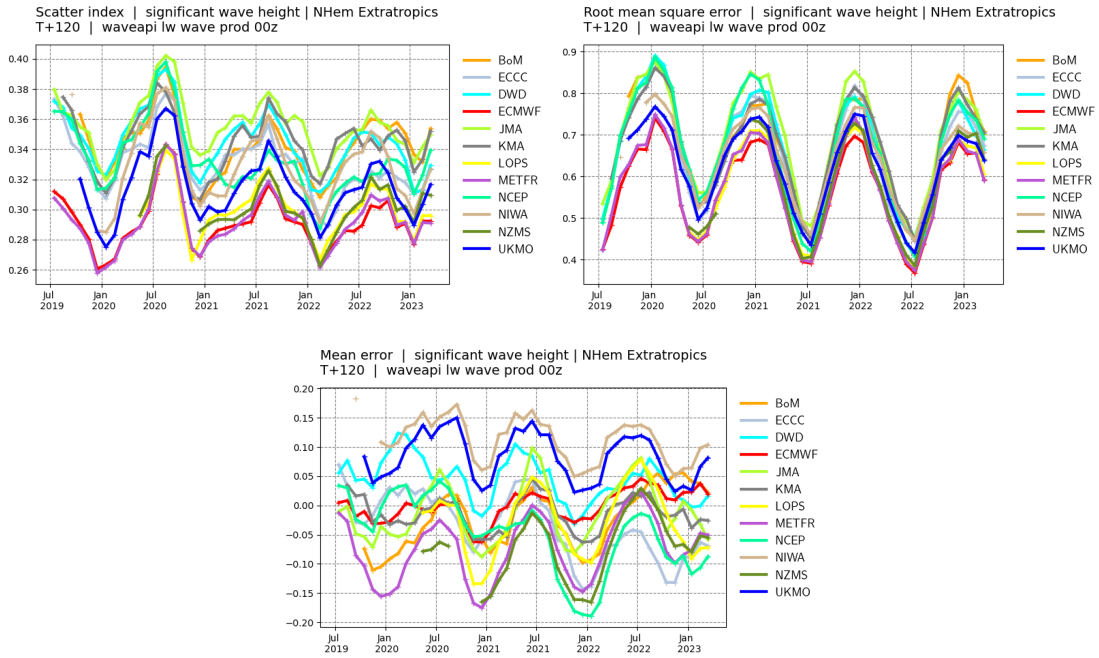 Scatter index | significant wave height | NHem Extratropics
T+120 | waveapi lw wave prod 00z
0.40
0.38
0.36
0.34
0.32
0.30
0.28
0.26
Jul 2019
Jan 2020
Jul 2020
Jan 2021
Jul 2021
Jan 2022
Jul 2022
Jan 2023
BoM
ECCC
DWD
ECMWF
JMA
KMA
LOPS
METFR
NCEP
NIWA
NZMS
UKMO
Root mean square error | significant wave height | NHem Extratropics
T+120 | waveapi lw wave prod 00z
0.9
0.8
0.7
0.6
0.5
0.4
Jul 2019
Jan 2020
Jul 2020
Jan 2021
Jul 2021
Jan 2022
Jul 2022
Jan 2023
BoM
ECCC
DWD
ECMWF
JMA
KMA
LOPS
METFR
NCEP
NIWA
NZMS
UKMO
Mean error | significant wave height | NHem Extratropics
T+120 | waveapi lw wave prod 00z
0.20
0.15
0.10
0.05
0.00
−0.05
−0.10
−0.15
−0.20
Jul 2019
Jan 2020
Jul 2020
Jan 2021
Jul 2021
Jan 2022
Jul 2022
Jan 2023
BoM
ECCC
DWD
ECMWF
JMA
KMA
LOPS
METFR
NCEP
NIWA
NZMS
UKMO